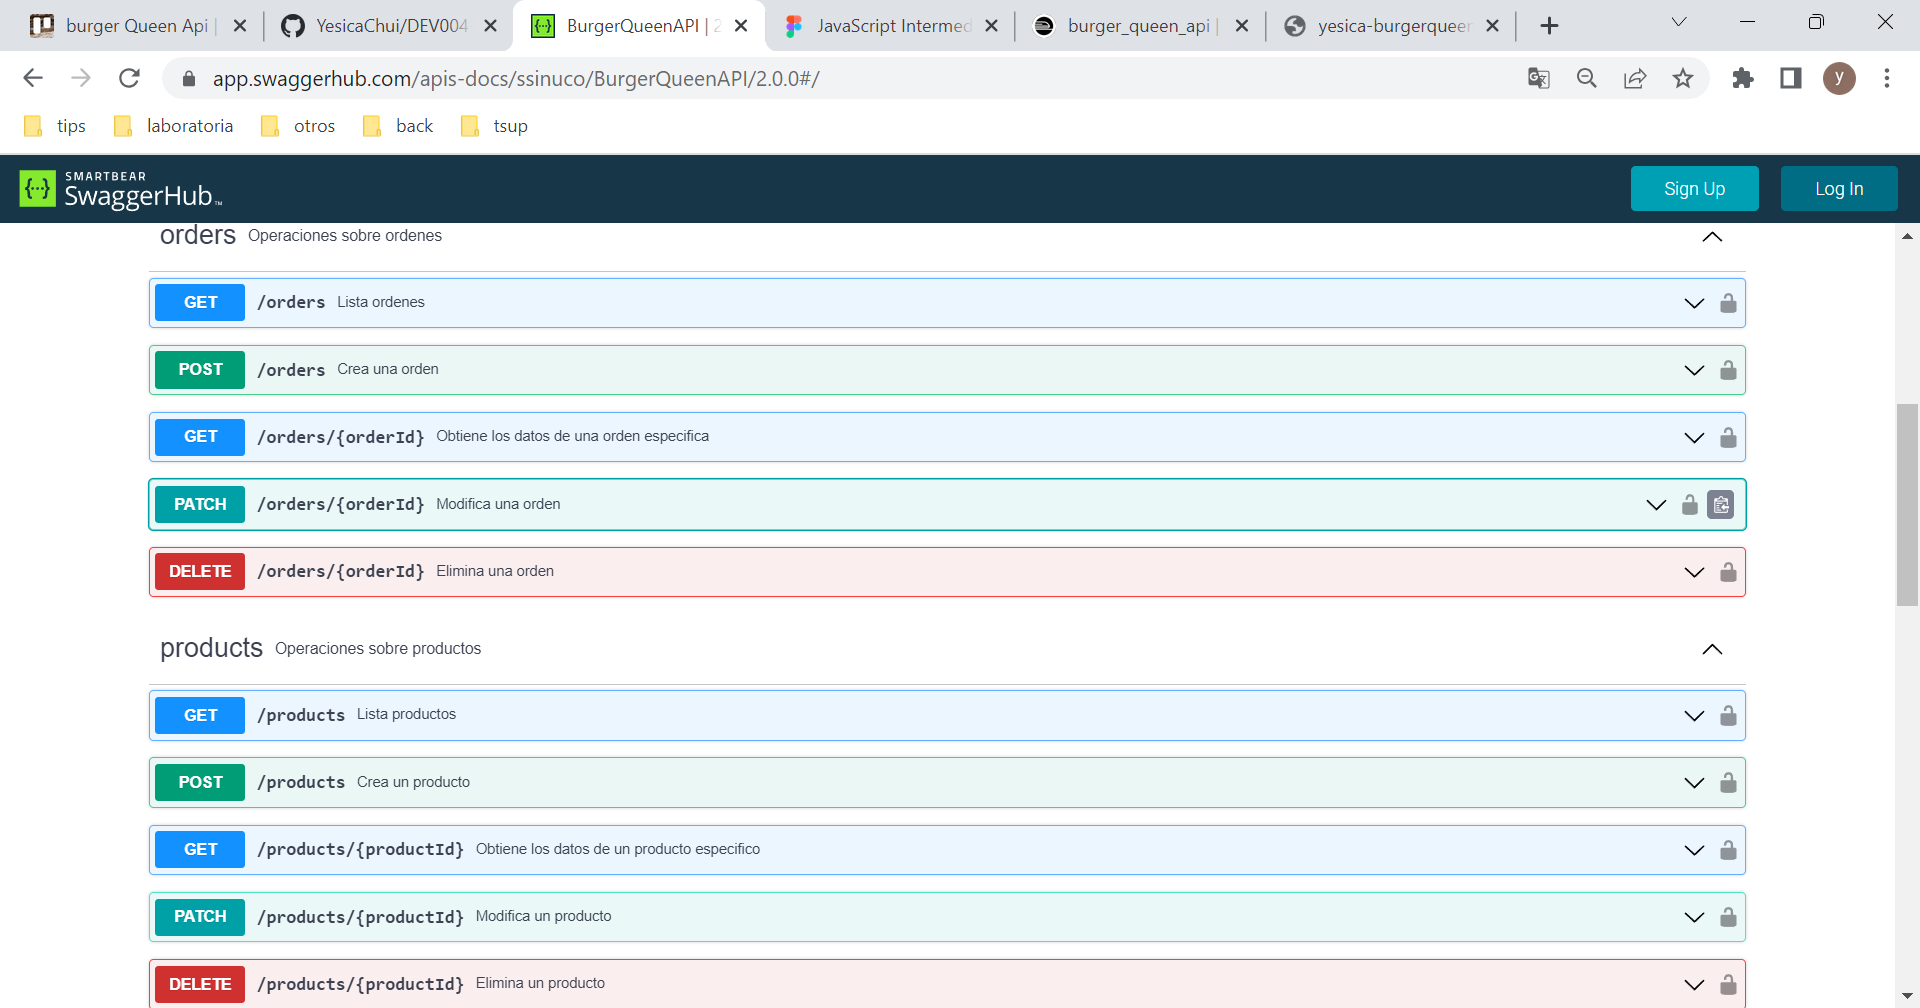 burger Queen Api
YesicaChui/DEV004
BurgerQueenAPI | 2
JavaScript Intermed
burger_queen_api |
yesica-burgerqueen
app.swaggerhub.com/apis-docs/ssinuco/BurgerQueenAPI/2.0.0#/
y
tips
laboratoria
otros
back
tsup
SMARTBEAR
SwaggerHub™
Sign Up
Log In
orders Operaciones sobre ordenes
GET /orders Lista ordenes
POST /orders Crea una orden
GET /orders/{orderId} Obtiene los datos de una orden especifica
PATCH /orders/{orderId} Modifica una orden
DELETE /orders/{orderId} Elimina una orden
products Operaciones sobre productos
GET /products Lista productos
POST /products Crea un producto
GET /products/{productId} Obtiene los datos de un producto especifico
PATCH /products/{productId} Modifica un producto
DELETE /products/{productId} Elimina un producto